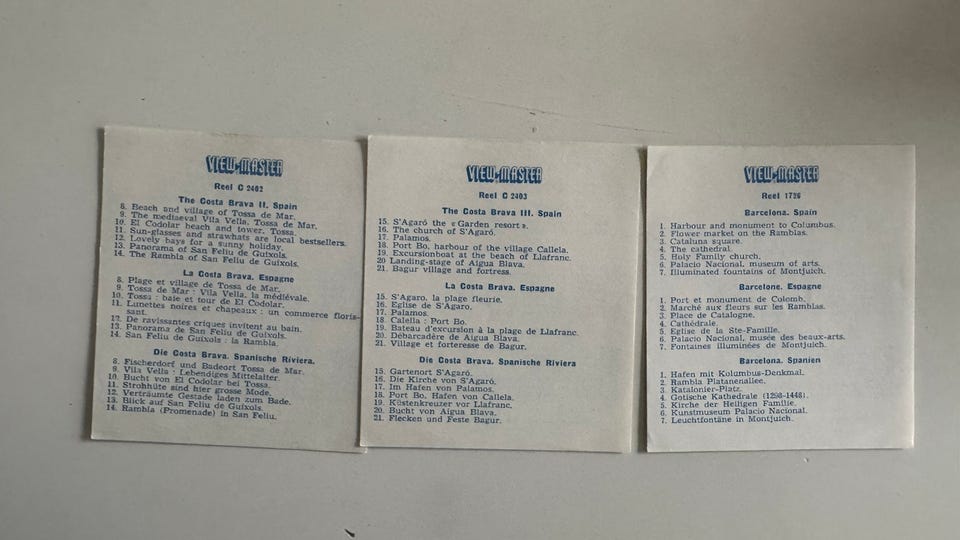 VIEW-MASTER
Reel C 2402
The Costa Brava II. Spain
8. Beach and village of Tossa de Mar.
9. The mediaeval Vila Vella, Tossa de Mar.
10. El Codolar beach and tower, Tossa.
11. Sun-glasses and strawhats are local bestsellers.
12. Lovely bays for a sunny holiday.
13. Panorama of San Feliu de Guixols.
14. The Rambla of San Feliu de Guixols.
La Costa Brava. Espagne
8. Plage et village de Tossa de Mar.
9. Tossa de Mar : Vila Vella, la médiévale.
10. Tossa : baie et tour de El Codolar.
11. Lunettes noires et chapeaux : un commerce floris-
sant.
12. De ravissantes criques invitent au bain.
13. Panorama de San Feliu de Guixols.
14. San Feliu de Guixols : la Rambla.
Die Costa Brava. Spanische Riviera.
8. Fischerdorf und Badeort Tossa de Mar.
9. Vila Vella : Lebendiges Mittelalter.
10. Bucht von El Codolar bei Tossa.
11. Strohhüte sind hier grosse Mode.
12. Verträumte Gestade laden zum Bade.
13. Blick auf San Feliu de Guixols.
14. Rambla (Promenade) in San Feliu.
VIEW-MASTER
Reel C 2403
The Costa Brava III. Spain
15. S'Agaró the « Garden resort ».
16. The church of S'Agaró.
17. Palamos.
18. Port Bo, harbour of the village Calella.
19. Excursionboat at the beach of Llafranc.
20 Landing-stage of Aigua Blava.
21. Bagur village and fortress.
La Costa Brava. Espagne
15. S'Agaro, la plage fleurie.
16. Eglise de S'Agaro.
17. Palamos.
18. Calella : Port Bo.
19. Bateau d'excursion à la plage de Llafranc.
20. Débarcadère de Aigua Blava.
21. Village et forteresse de Bagur.
Die Costa Brava. Spanische Riviera
15. Gartenort S'Agaró.
16. Die Kirche von S'Agaró.
17. Im Hafen von Palamos.
18. Port Bo, Hafen von Calella.
19. Küstenkreuzer vor Llafranc.
20. Bucht von Aigua Blava.
21. Flecken und Feste Bagur.
VIEW-MASTER
Reel 1726
Barcelona. Spain
1. Harbour and monument to Columbus.
2. Flower market on the Ramblas.
3. Cataluna square.
4. The cathedral.
5. Holy Family church.
6. Palacio Nacional, museum of arts.
7. Illuminated fountains of Montjuich.
Barcelone. Espagne
1. Port et monument de Colomb.
2. Marché aux fleurs sur les Ramblas.
3. Place de Catalogne.
4. Cathédrale.
5. Eglise de la Ste-Famille.
6. Palacio Nacional, musée des beaux-arts.
7. Fontaines illuminées de Montjuich.
Barcelona. Spanien
1. Hafen mit Kolumbus-Denkmal.
2. Rambla Platanenallee.
3. Katalonier-Platz.
4. Gotische Kathedrale (1298-1448).
5. Kirche der Heiligen Familie.
6. Kunstmuseum Palacio Nacional.
7. Leuchtfontäne in Montjuich.